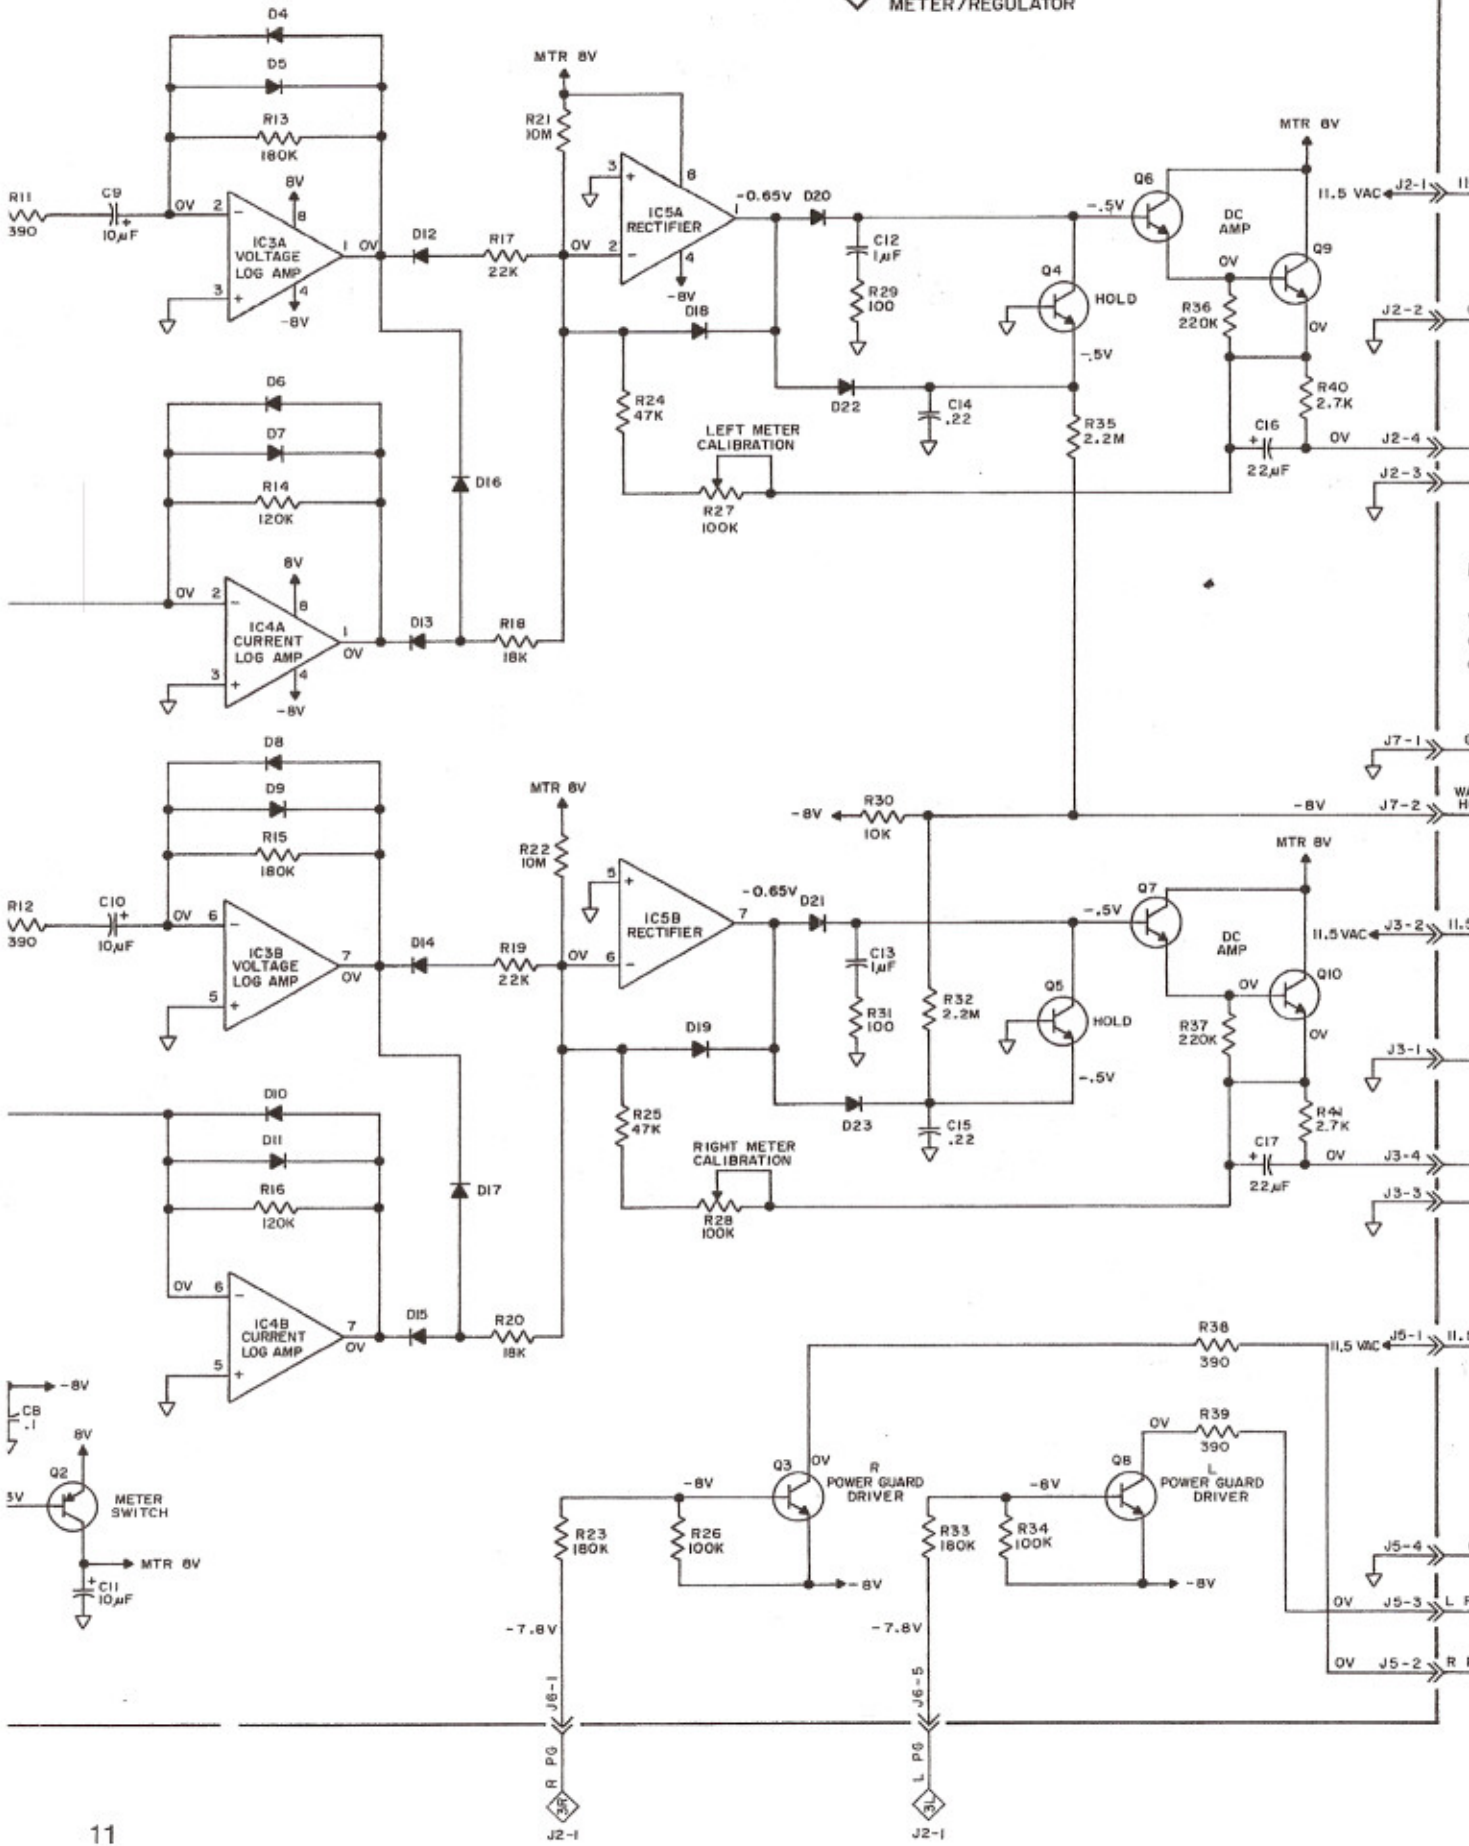 METER/REGULATOR
D4
D5
R13
180K
MTR 8V
R21
10M
R11
390
C9
10µF
+
0V
2
-
8V
8
IC3A
VOLTAGE
LOG AMP
1
0V
3
+
4
-8V
D12
R17
22K
0V
3
+
8
IC5A
RECTIFIER
2
-
4
-8V
1
-0.65V
D20
C12
1µF
R29
100
D18
D22
C14
.22
R24
47K
LEFT METER
CALIBRATION
R27
100K
Q4
HOLD
-.5V
R35
2.2M
-.5V
Q6
DC
AMP
MTR 8V
0V
Q9
R36
220K
0V
R40
2.7K
C16
+
22µF
0V
11.5 VAC
J2-1
J2-2
J2-4
J2-3
D6
D7
R14
120K
D16
8V
0V
2
-
8
IC4A
CURRENT
LOG AMP
1
0V
3
+
4
-8V
D13
R18
18K
D8
D9
R15
180K
MTR 8V
R22
10M
-8V
R30
10K
-8V
J7-1
J7-2
MTR 8V
R12
390
C10
+
10µF
0V
6
-
IC3B
VOLTAGE
LOG AMP
7
0V
5
+
D14
R19
22K
0V
5
+
IC5B
RECTIFIER
6
-
7
-0.65V
D21
C13
1µF
R31
100
D19
D23
R32
2.2M
C15
.22
Q5
HOLD
-.5V
-.5V
Q7
DC
AMP
0V
Q10
R37
220K
0V
R41
2.7K
C17
+
22µF
0V
11.5VAC
J3-2
J3-1
J3-4
J3-3
R25
47K
RIGHT METER
CALIBRATION
R28
100K
D10
D11
R16
120K
D17
0V
6
-
IC4B
CURRENT
LOG AMP
7
0V
5
+
D15
R20
18K
R38
390
11.5 VAC
J5-1
-8V
C8
.1
8V
Q2
METER
SWITCH
MTR 8V
+
C11
10µF
R23
180K
-8V
R26
100K
Q3
0V
R
POWER GUARD
DRIVER
-8V
R33
180K
-8V
R34
100K
Q8
0V
R39
390
L
POWER GUARD
DRIVER
-8V
J5-4
0V
J5-3
0V
J5-2
-7.8V
-7.8V
J6-1
J6-5
R PG
L PG
3R
3L
J2-1
J2-1
11